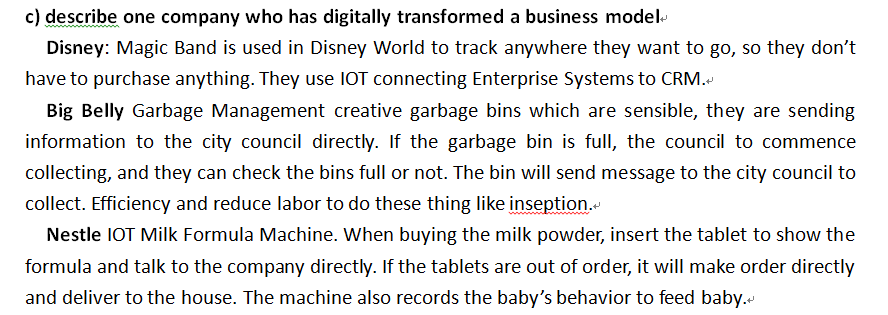 c) describe one company who has digitally transformed a business model
Disney: Magic Band is used in Disney World to track anywhere they want to go, so they don't
have to purchase anything. They use IOT connecting Enterprise Systems to CRM.
Big Belly Garbage Management creative garbage bins which are sensible, they are sending
information to the city council directly. If the garbage bin is full, the council to commence
collecting, and they can check the bins full or not. The bin will send message to the city council to
collect. Efficiency and reduce labor to do these thing like inseption.
Nestle IOT Milk Formula Machine. When buying the milk powder, insert the tablet to show the
formula and talk to the company directly. If the tablets are out of order, it will make order directly
and deliver to the house. The machine also records the baby's behavior to feed baby.